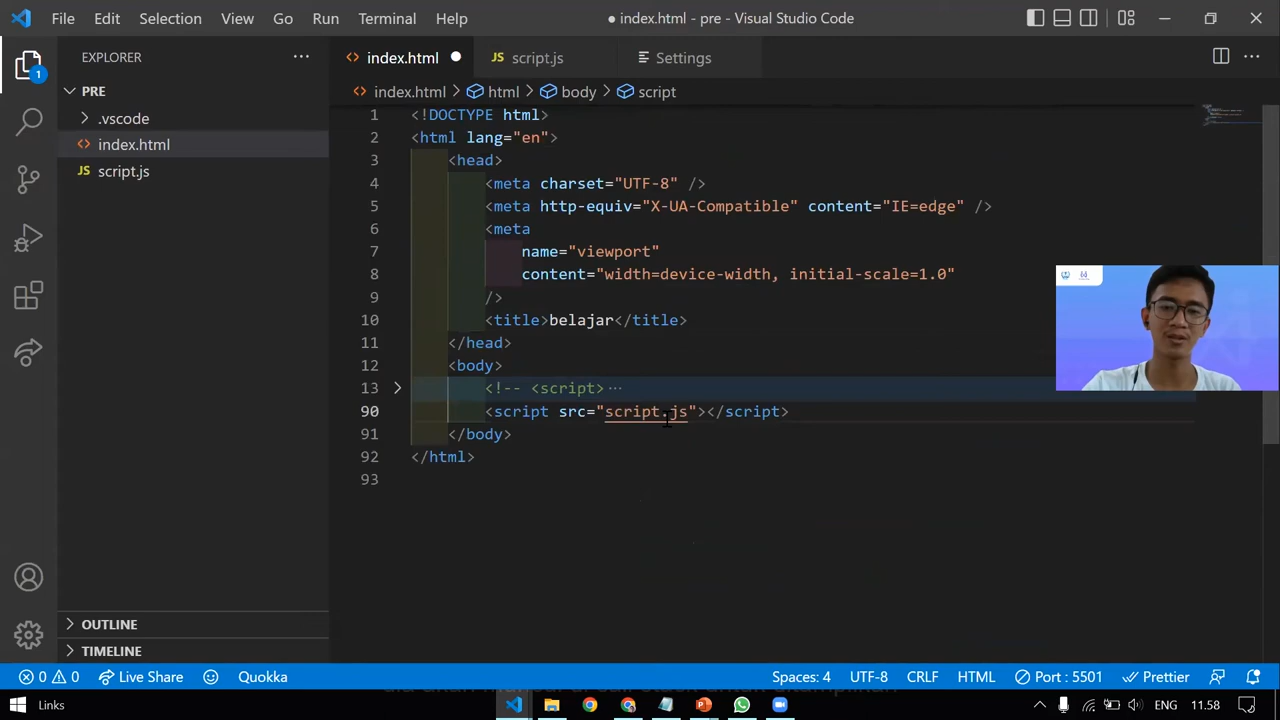 File Edit Selection View Go Run Terminal Help ● index.html - pre - Visual Studio Code
EXPLORER ···
index.html ●
JS script.js
Settings
1
PRE
index.html > html > body > script
.vscode
index.html
JS script.js
1 <!DOCTYPE html>
2 <html lang="en">
3 <head>
4 <meta charset="UTF-8" />
5 <meta http-equiv="X-UA-Compatible" content="IE=edge" />
6 <meta
7 name="viewport"
8 content="width=device-width, initial-scale=1.0"
9 />
10 <title>belajar</title>
11 </head>
12 <body>
13 <!-- <script>···
90 <script src="script.js"></script>
91 </body>
92 </html>
93
OUTLINE
TIMELINE
0 0 Live Share Quokka Spaces: 4 UTF-8 CRLF HTML Port : 5501 Prettier
Links ENG 11.58